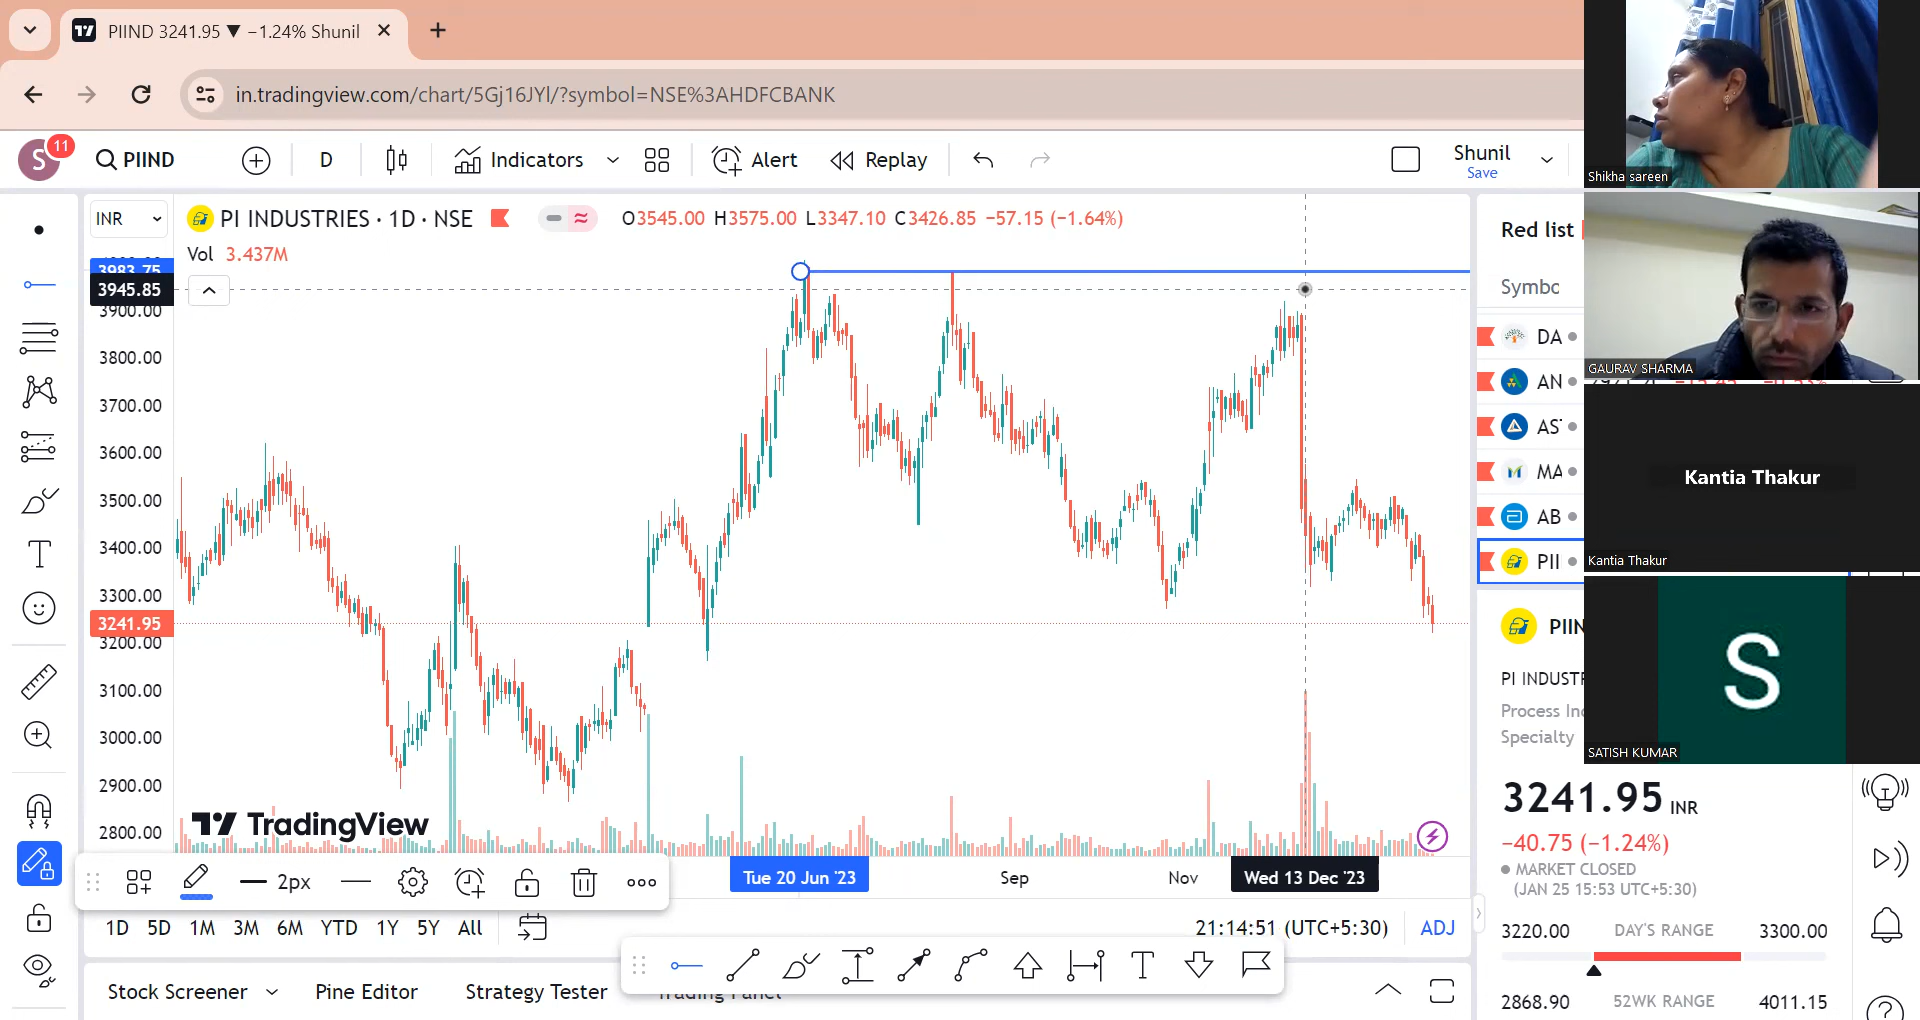 PIIND 3241.95 ▼ −1.24% Shunil
in.tradingview.com/chart/5Gj16JYl/?symbol=NSE%3AHDFCBANK
S
11
PIIND
D
Indicators
Alert
Replay
Shunil
Save
INR
PI INDUSTRIES · 1D · NSE
O3545.00 H3575.00 L3347.10 C3426.85 −57.15 (−1.64%)
Vol 3.437M
3983.75
3945.85
3900.00
3800.00
3700.00
3600.00
3500.00
3400.00
3300.00
3241.95
3200.00
3100.00
3000.00
2900.00
2800.00
TradingView
Tue 20 Jun '23
Sep
Nov
Wed 13 Dec '23
2px
1D 5D 1M 3M 6M YTD 1Y 5Y All
21:14:51 (UTC+5:30)
ADJ
Stock Screener
Pine Editor
Strategy Tester
Red list
DA
AN
AS
MA
AB
PII
PIIN
PI INDUST
Process In
Specialty
3241.95 INR
−40.75 (−1.24%)
MARKET CLOSED
(JAN 25 15:53 UTC+5:30)
3220.00 DAY'S RANGE 3300.00
2868.90 52WK RANGE 4011.15
Shikha sareen
GAURAV SHARMA
Kantia Thakur
Kantia Thakur
S
SATISH KUMAR